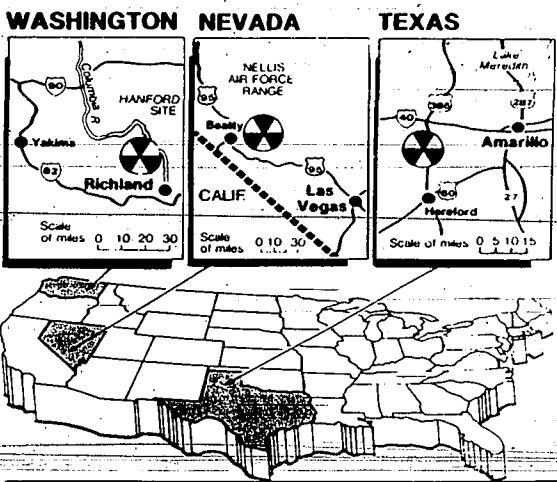 WASHINGTON
90
Columbia R.
HANFORD
SITE
Yakima
82
Richland
Scale
of miles 0 10 20 30
NEVADA
NELLIS
AIR FORCE
RANGE
95
Beatty
95
CALIF.
Las
Vegas
Scale
of miles 0 10 30
TEXAS
Lake
Meredith
385
287
40
Amarillo
60
27
Hereford
Scale of miles 0 5 10 15